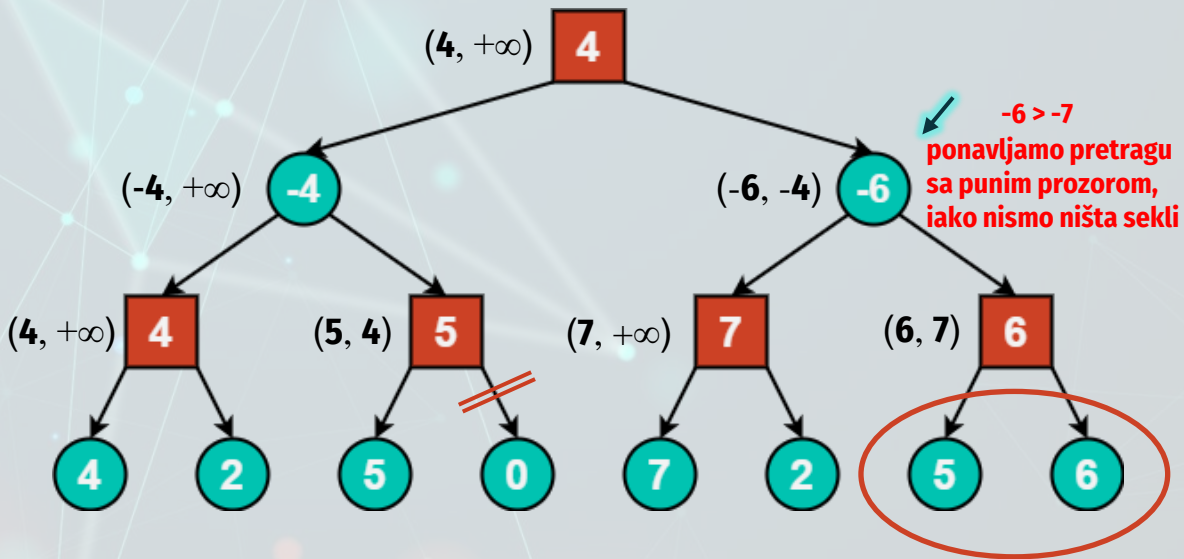 (4, +∞) 4
-6 > -7
ponavljamo pretragu
sa punim prozorom,
iako nismo ništa sekli
(-4, +∞) -4 (-6, -4) -6
(4, +∞) 4 (5, 4) 5 (7, +∞) 7 (6, 7) 6
4 2 5 0 7 2 5 6